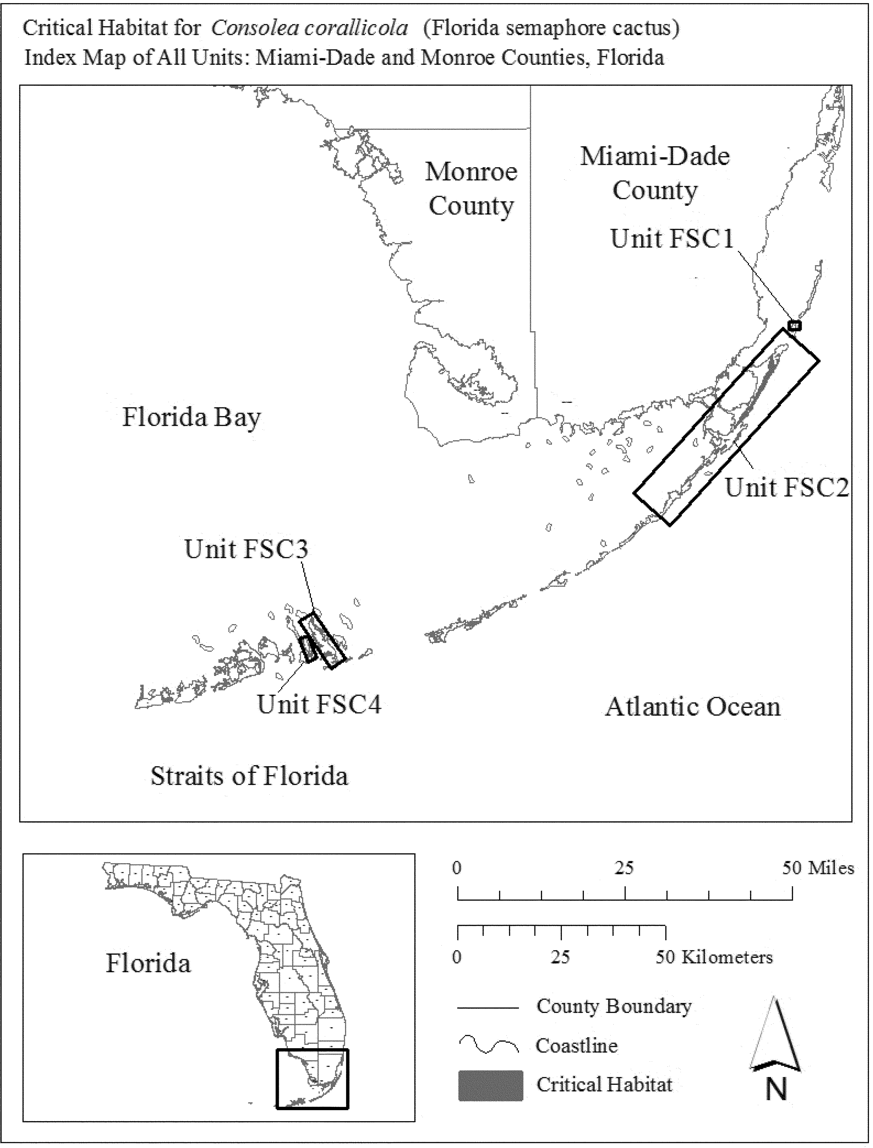 Critical Habitat for Consolea corallicola (Florida semaphore cactus)
Index Map of All Units: Miami-Dade and Monroe Counties, Florida
Monroe
County
Miami-Dade
County
Unit FSC1
Florida Bay
Unit FSC2
Unit FSC3
Unit FSC4
Atlantic Ocean
Straits of Florida
Florida
0 25 50 Miles
0 25 50 Kilometers
County Boundary
Coastline
Critical Habitat
N